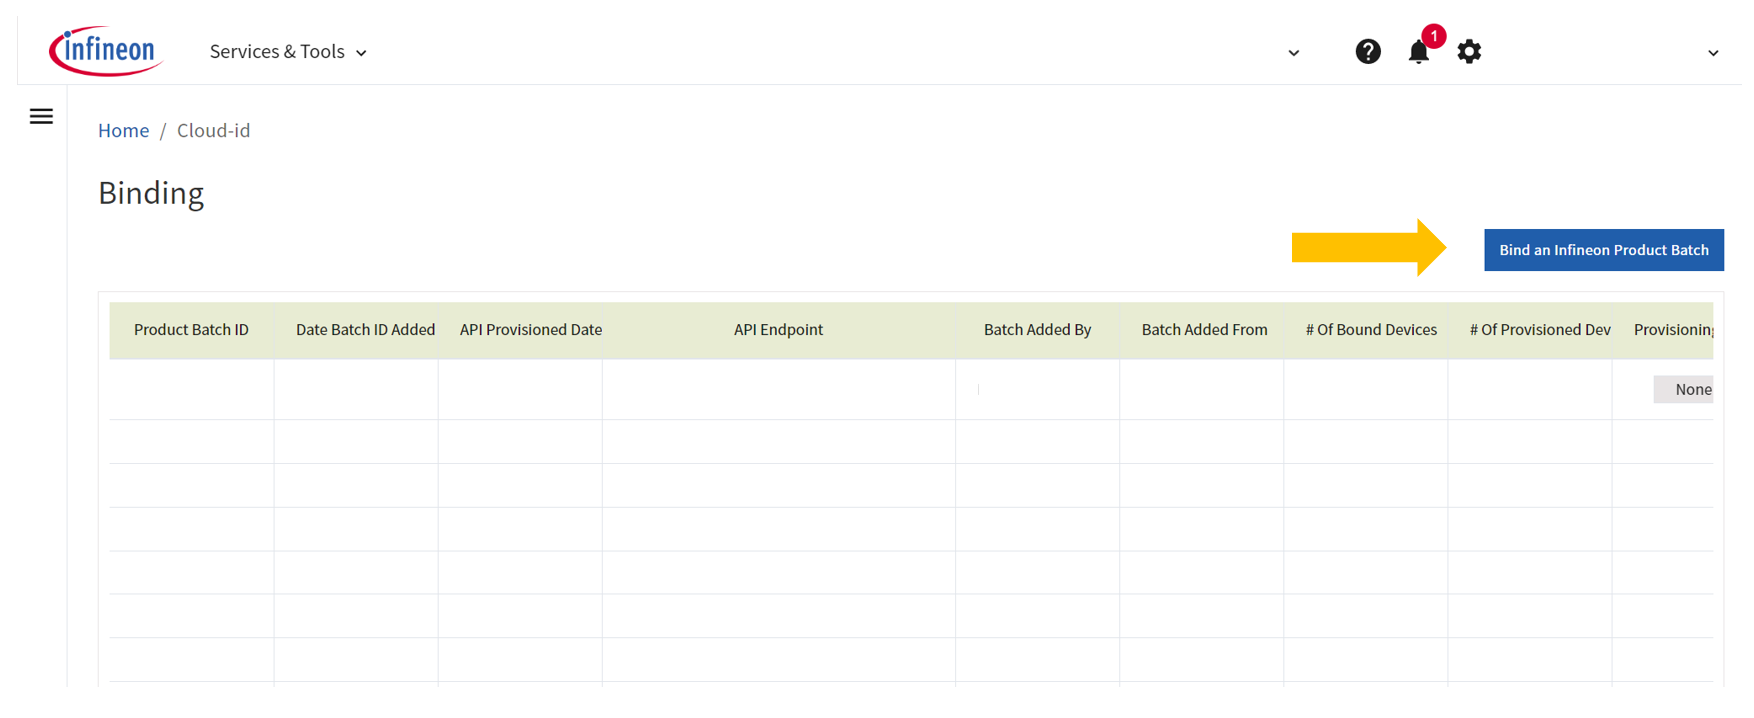 infineon
Services & Tools
1
Home / Cloud-id
Binding
Bind an Infineon Product Batch
Product Batch ID Date Batch ID Added API Provisioned Date API Endpoint Batch Added By Batch Added From # Of Bound Devices # Of Provisioned Dev Provisioning
None